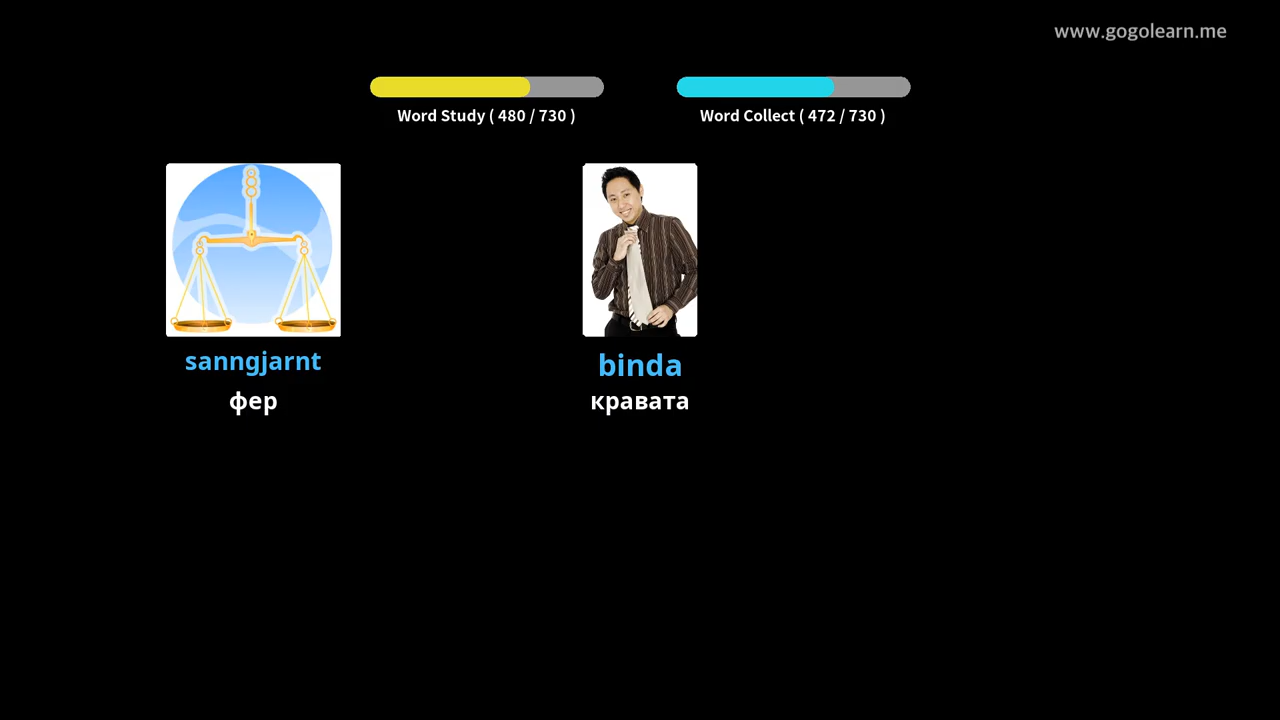 www.gogolearn.me
Word Study ( 480 / 730 )
Word Collect ( 472 / 730 )
sanngjarnt
фер
binda
кравата